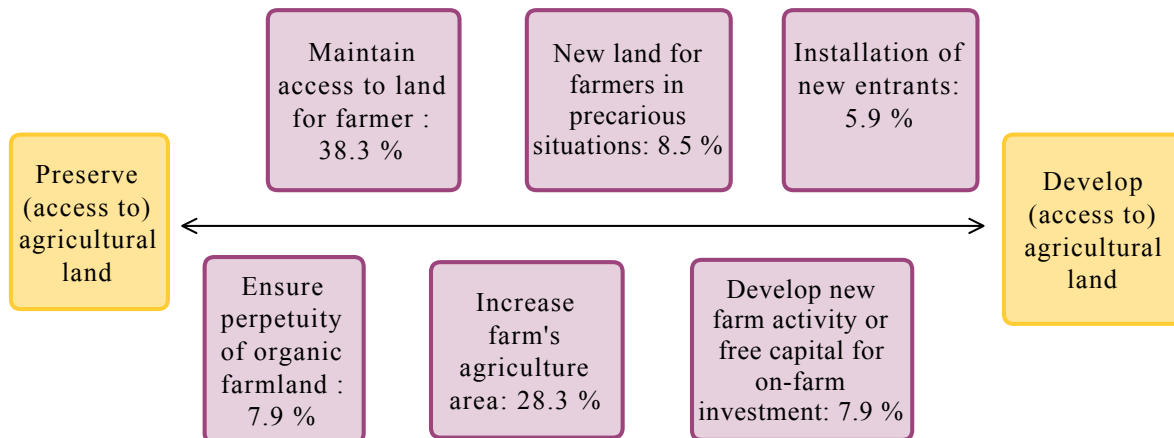 Maintain
access to land
for farmer :
38.3 %
New land for
farmers in
precarious
situations: 8.5 %
Installation of
new entrants:
5.9 %
Preserve
(access to)
agricultural
land
Develop
(access to)
agricultural
land
Ensure
perpetuity
of organic
farmland :
7.9 %
Increase
farm's
agriculture
area: 28.3 %
Develop new
farm activity or
free capital for
on-farm
investment: 7.9 %